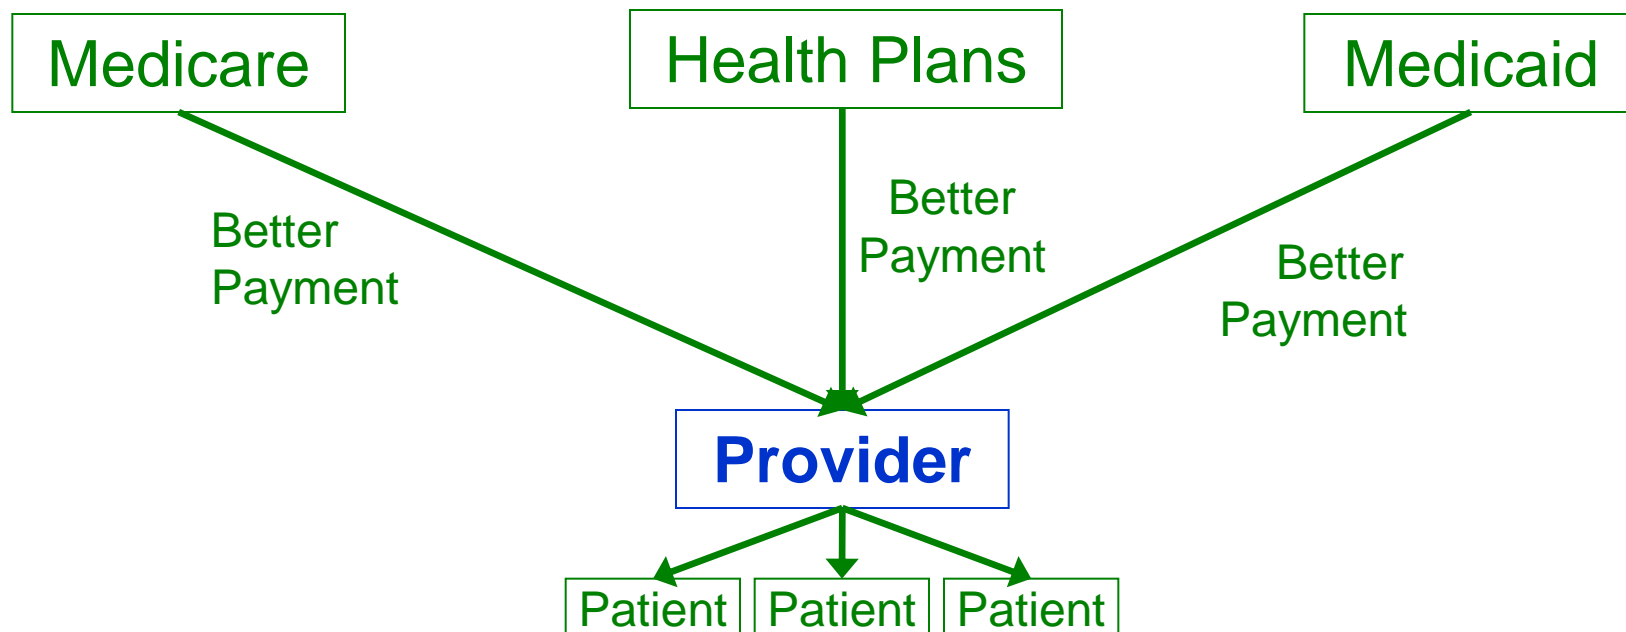 Medicare
Health Plans
Medicaid
Better
Payment
Better
Payment
Better
Payment
Provider
Patient
Patient
Patient